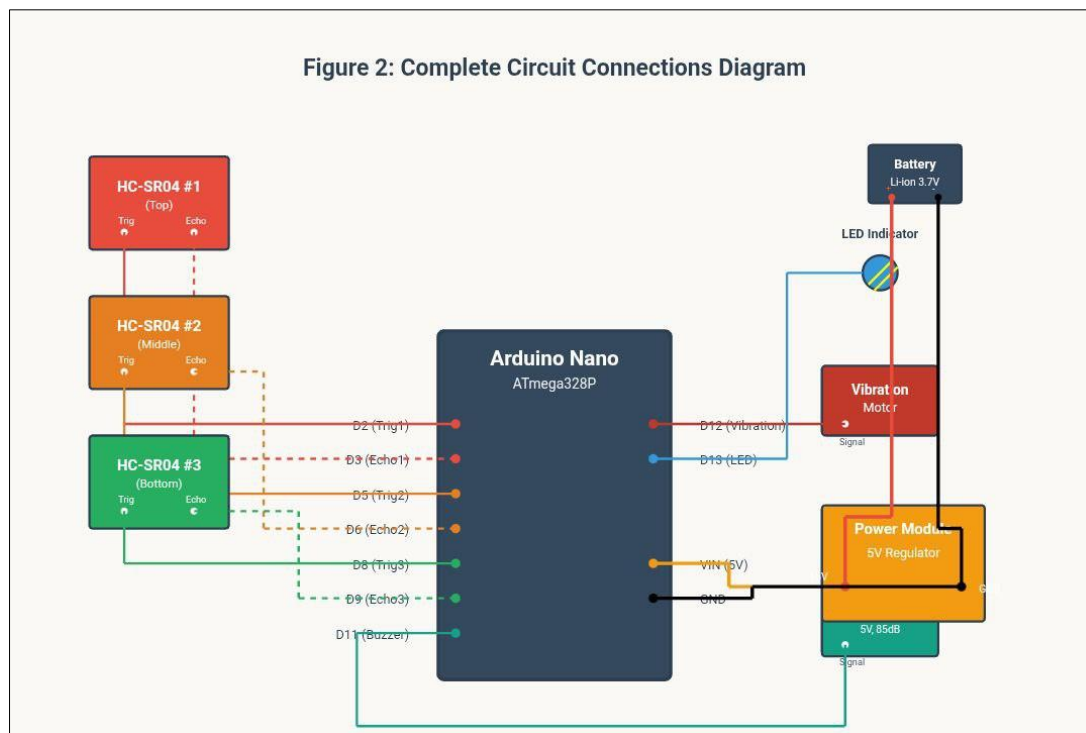 Figure 2: Complete Circuit Connections Diagram
HC-SR04 #1
(Top)
Trig Echo
HC-SR04 #2
(Middle)
Trig Echo
HC-SR04 #3
(Bottom)
Trig Echo
Arduino Nano
ATmega328P
D2 (Trig1)
D3 (Echo1)
D5 (Trig2)
D6 (Echo2)
D8 (Trig3)
D9 (Echo3)
D11 (Buzzer)
D12 (Vibration)
D13 (LED)
VIN (5V)
GND
Battery
Li-ion 3.7V
+ -
LED Indicator
Vibration
Motor
Signal
Power Module
5V Regulator
V G
5V, 85dB
Signal